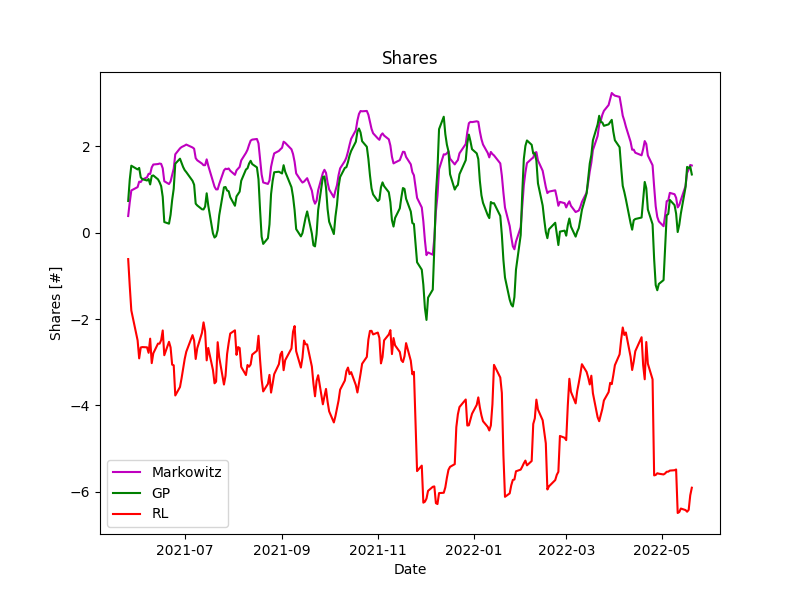 Shares
Shares [#]
2
0
−2
−4
−6
Markowitz
GP
RL
2021-07
2021-09
2021-11
2022-01
2022-03
2022-05
Date